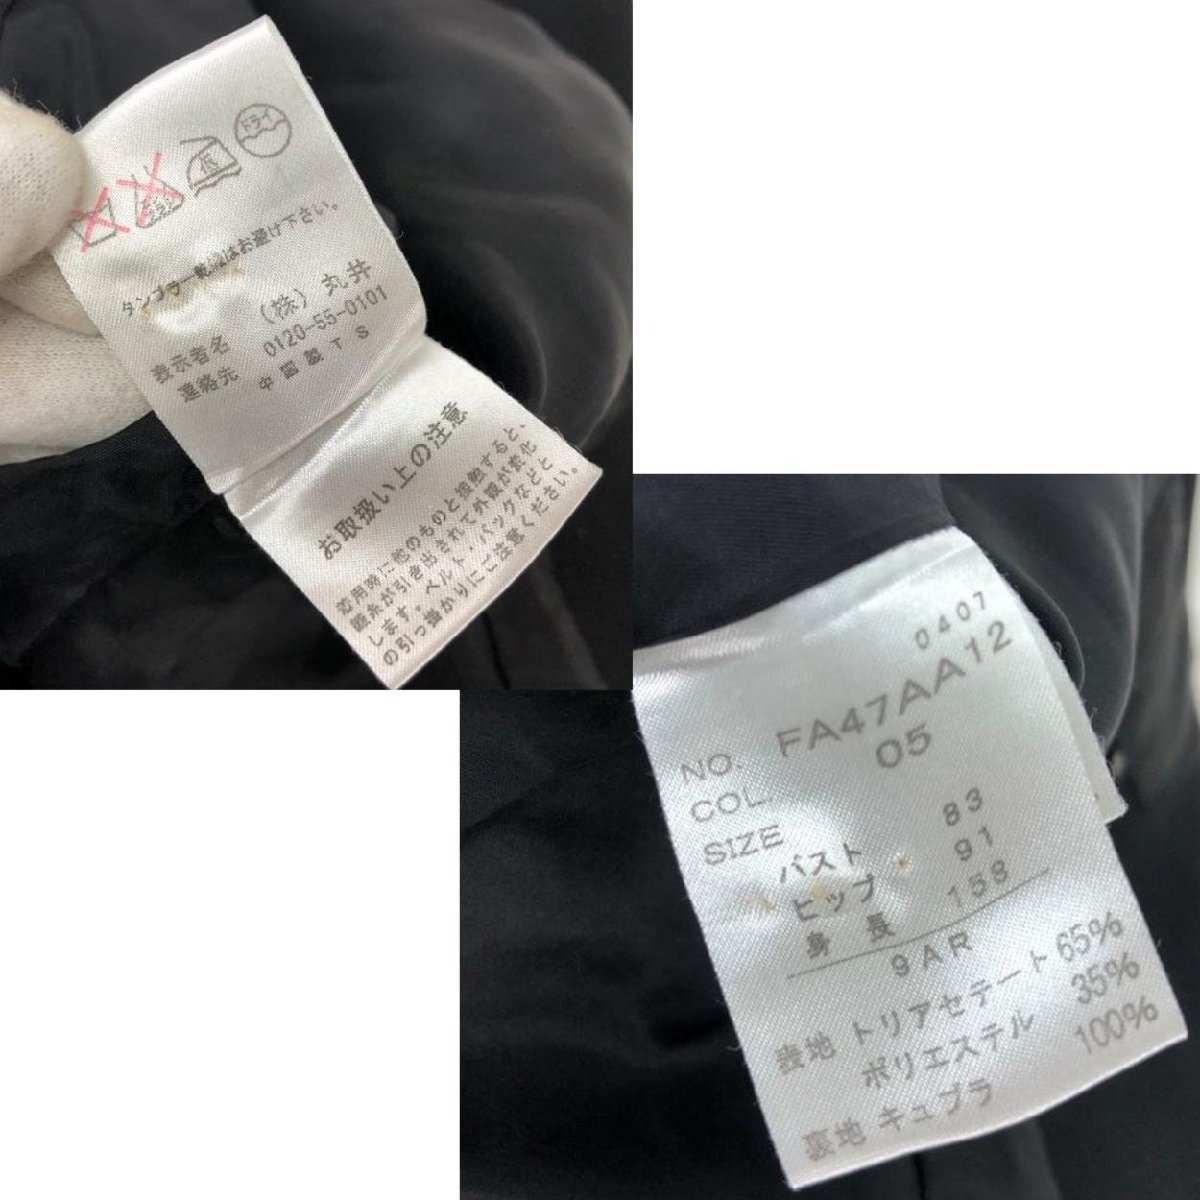 ドライ
タンブラー乾燥はお避け下さい。
表示者名 (株)丸井
連絡先 0120-55-0101
中国製TS
お取扱い上の注意
着用時に他のものと接触すると、
織糸が引き出されて外観が変化
します。ベルト・バッグなどと
の引っ掛かりにご注意ください。
0407
NO. FA47AA12
COL. 05
SIZE
バスト 83
ヒップ 91
身長 158
9AR
表地 トリアセテート 65%
ポリエステル 35%
裏地 キュプラ 100%